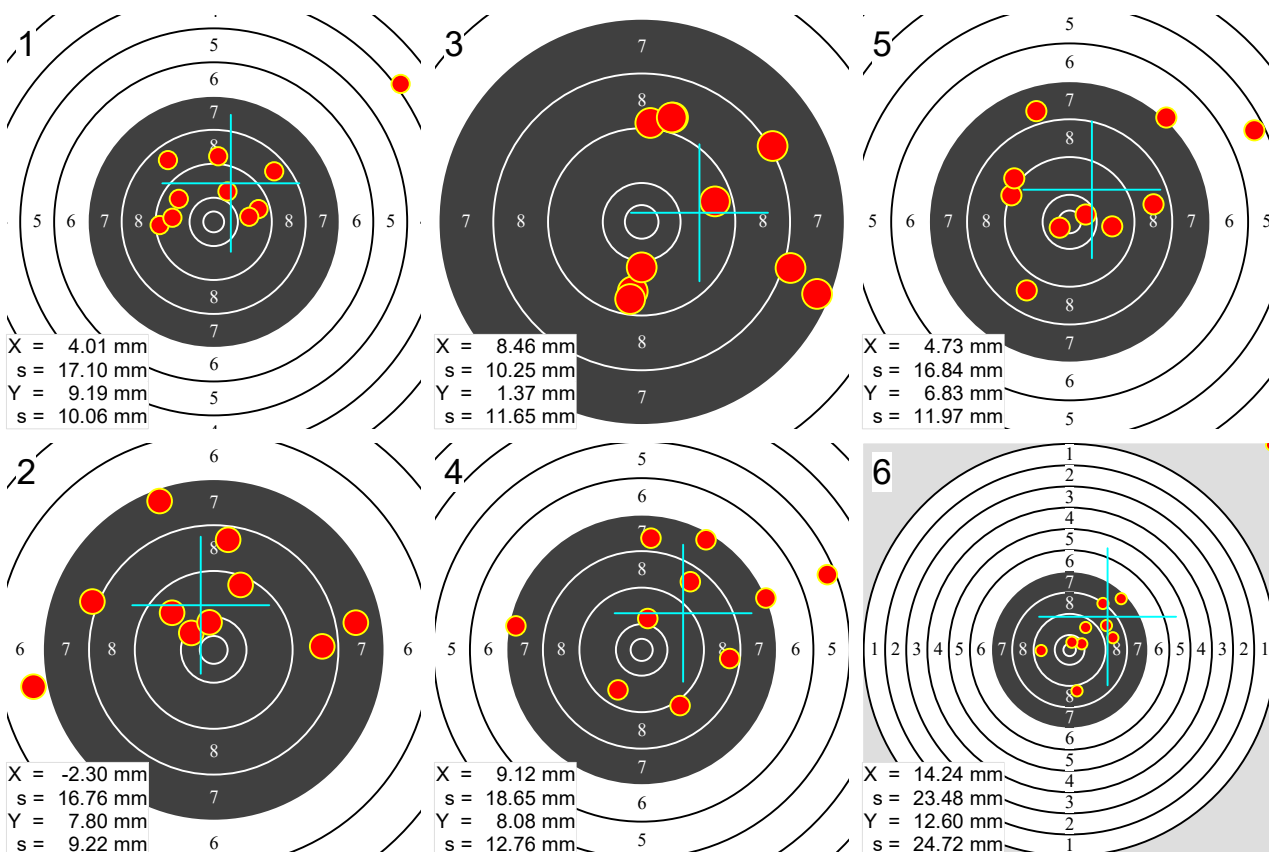 1
5
6
7
8
5 6 7 8 8 7 6 5
8
7
6
5
4
X = 4.01 mm
s = 17.10 mm
Y = 9.19 mm
s = 10.06 mm
3
7
8
8 7
8
7
X = 8.46 mm
s = 10.25 mm
Y = 1.37 mm
s = 11.65 mm
5
5
6
7
8
5 6 7 8 8 7 6 5
8
7
6
5
X = 4.73 mm
s = 16.84 mm
Y = 6.83 mm
s = 11.97 mm
2
6
7
8
6 7 8 7 6
8
7
6
X = -2.30 mm
s = 16.76 mm
Y = 7.80 mm
s = 9.22 mm
4
5
6
7
8
5 6 7 8 8 7 6 5
8
7
6
5
X = 9.12 mm
s = 18.65 mm
Y = 8.08 mm
s = 12.76 mm
6
1
2
3
4
5
6
7
8
1 2 3 4 5 6 7 8 8 7 6 5 4 3 2 1
8
7
6
5
4
3
2
1
X = 14.24 mm
s = 23.48 mm
Y = 12.60 mm
s = 24.72 mm